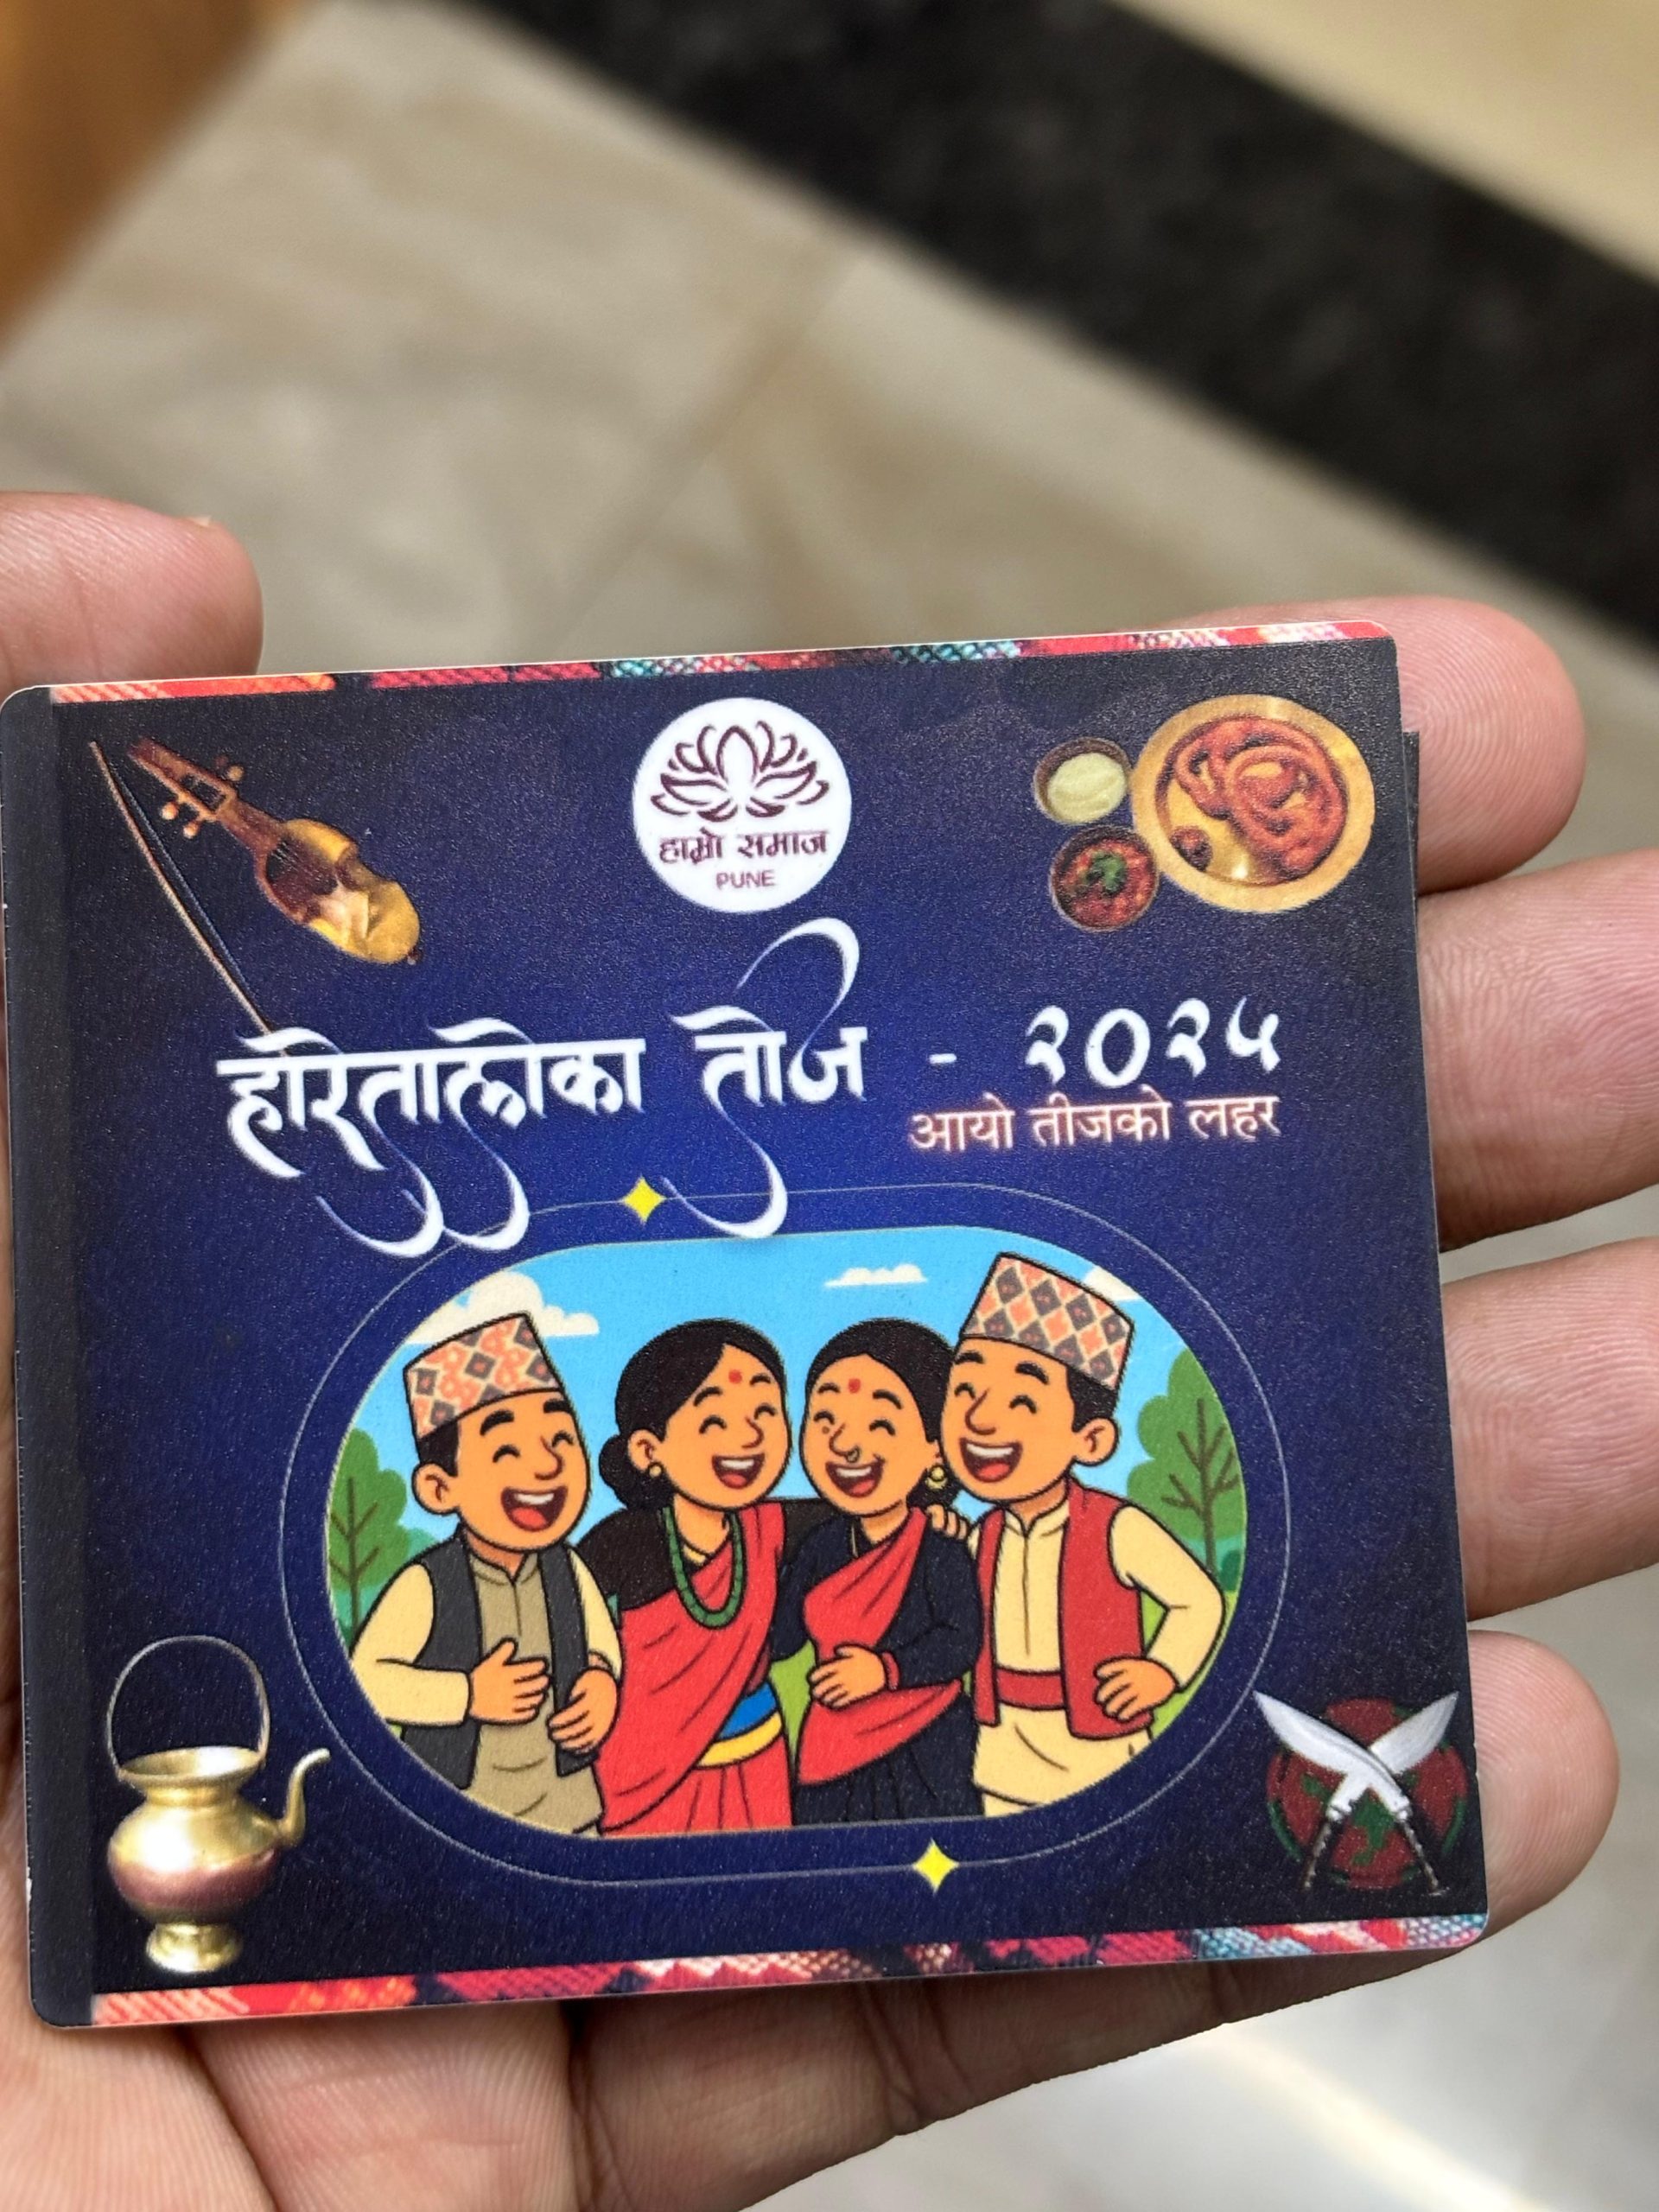 हाम्रो समाज
PUNE
हरितालीका तीज - २०२५
आयो तीजको लहर